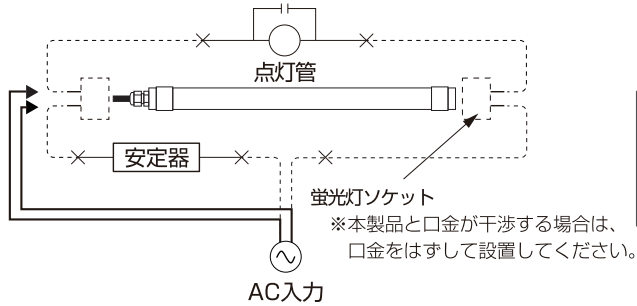 点灯管
安定器
蛍光灯ソケット
※本製品と口金が干渉する場合は、
口金をはずして設置してください。
AC入力